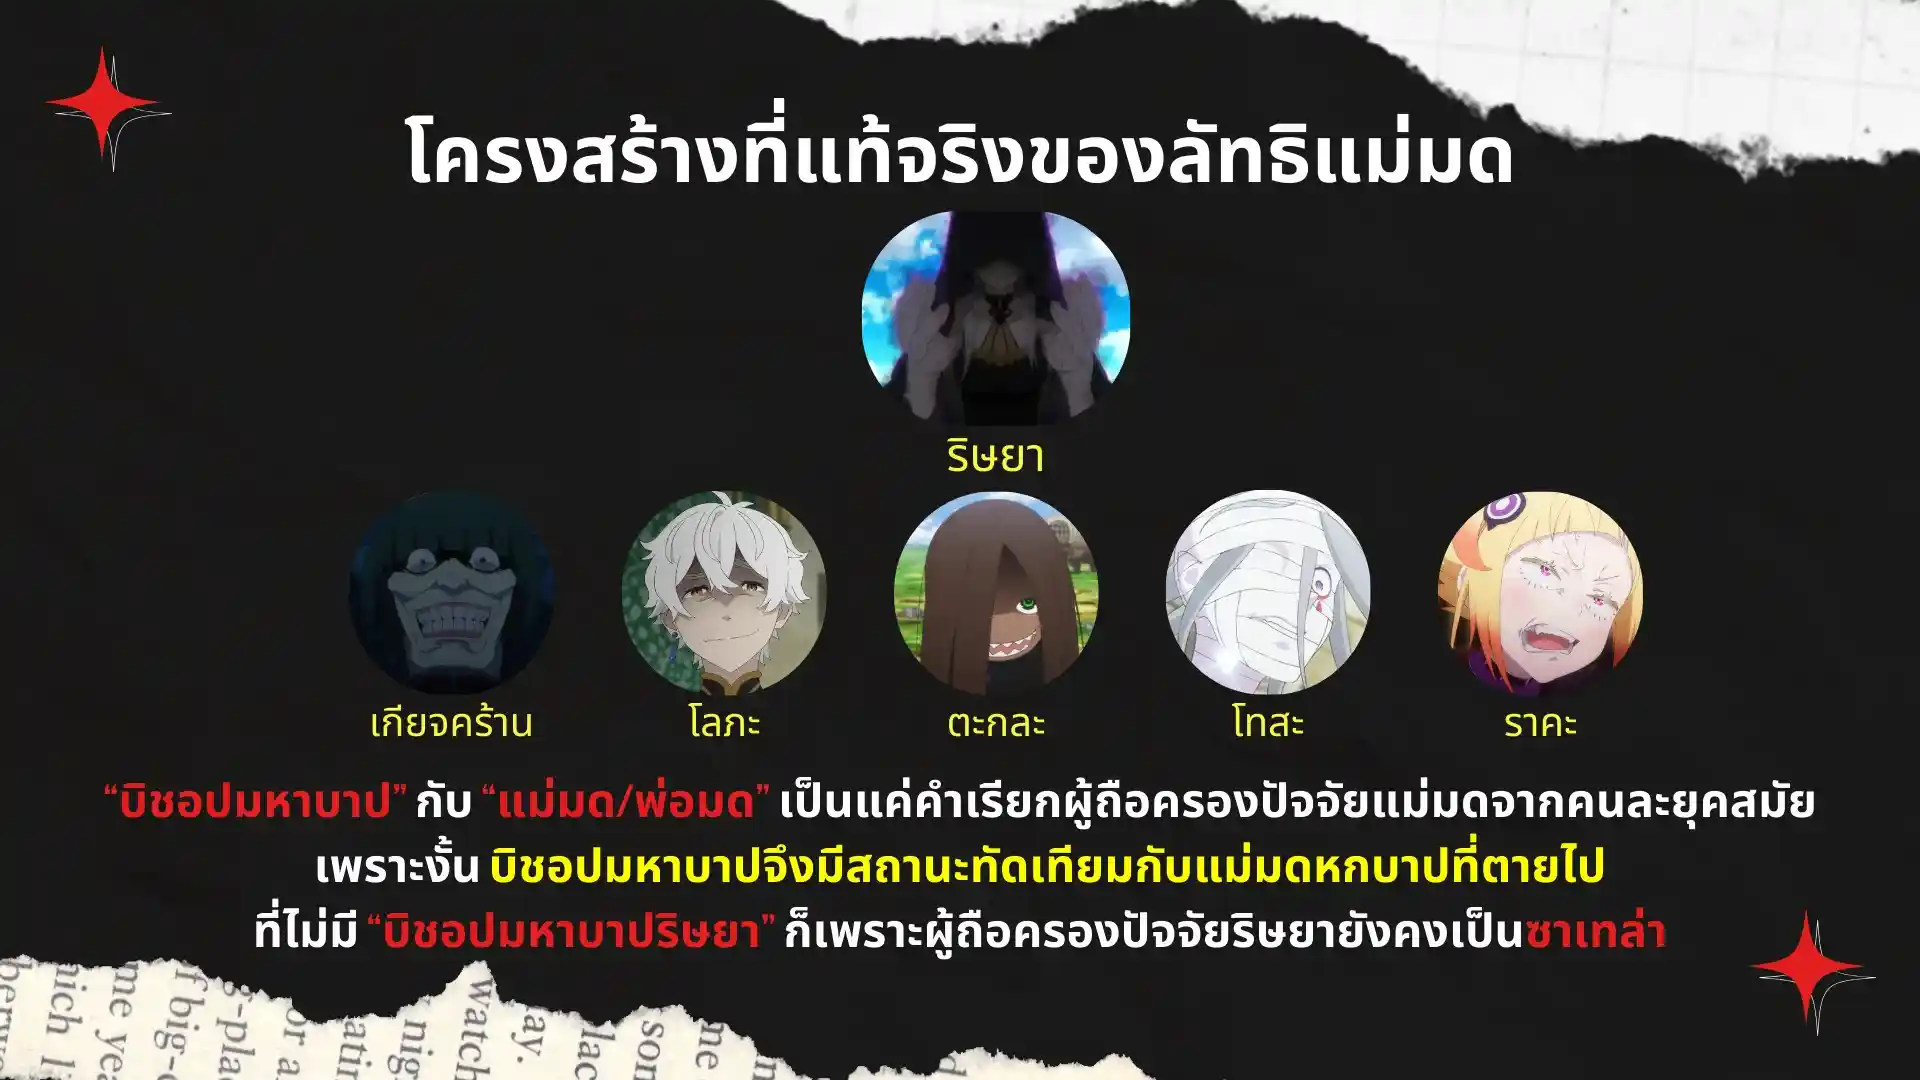 โครงสร้างที่แท้จริงของลัทธิแม่มด
ริษยา
เกียจคร้าน
โลภะ
ตะกละ
โทสะ
ราคะ
“บิชอปมหาบาป” กับ “แม่มด/พ่อมด” เป็นแค่คำเรียกผู้ถือครองปัจจัยแม่มดจากคนละยุคสมัย
เพราะงั้น บิชอปมหาบาปจึงมีสถานะทัดเทียมกับแม่มดหกบาปที่ตายไป
ที่ไม่มี “บิชอปมหาบาปริษยา” ก็เพราะผู้ถือครองปัจจัยริษยายังคงเป็นซาเทล่า